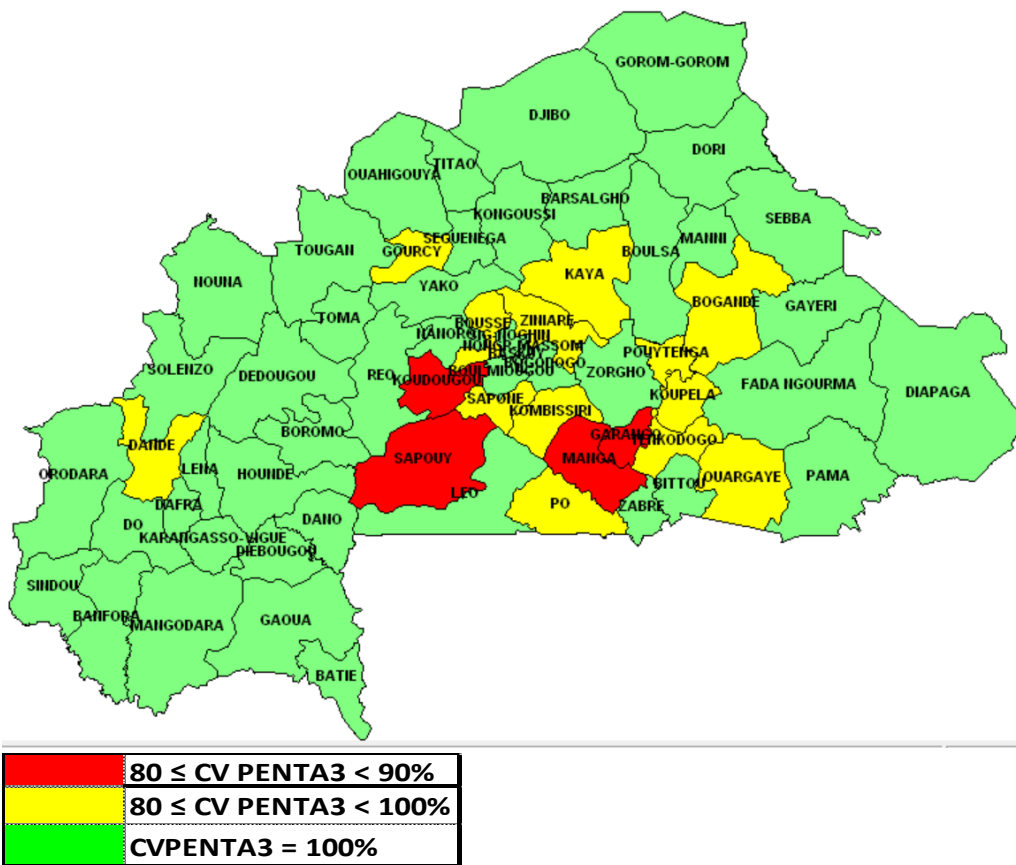 GOROM-GOROM
DJIBO
DORI
TITAO
OUAHIGOUYA
BARSALGHO
KONGOUSSI
SEBBA
SEGUENEGA
MANNI
TOUGAN
GOURCY
BOULSA
KAYA
NOUNA
YAKO
BOGANDE
GAYERI
TOMA
BOUSSE
ZINIARE
POUYTENGA
SOLENZO
DEDOUGOU
REO
KOUDOUGOU
ZORGHO
FADA NGOURMA
KOUPELA
DIAPAGA
SAPONE
KOMBISSIRI
BOROMO
GARANGO
TENKODOGO
DANDE
SAPOUY
MANGA
ORODARA
LENA
HOUNDE
BITTOU
OUARGAYE
PAMA
LEO
DAFRA
PO
ZABRE
DO
DANO
KARANGASSO-VIGUE
DIEBOUGOU
SINDOU
BANFORA
MANGODARA
GAOUA
BATIE
80 ≤ CV PENTA3 < 90%
80 ≤ CV PENTA3 < 100%
CVPENTA3 = 100%